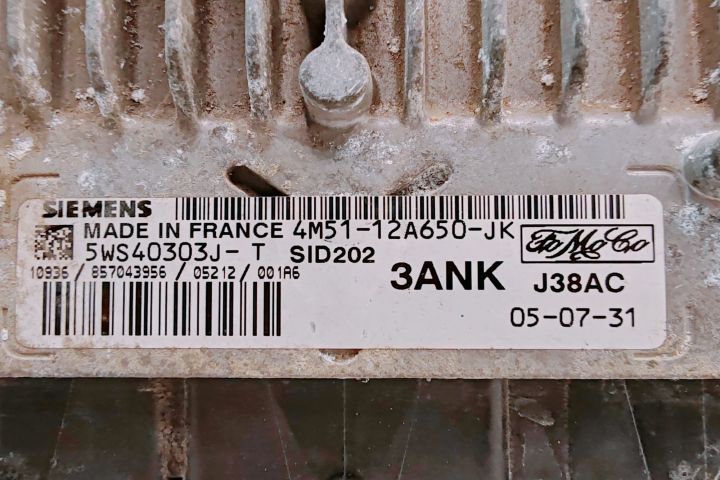 SIEMENS
MADE IN FRANCE 4M51-12A650-JK
FoMoCo
5WS40303J-T SID202
10936/857043956/05212/001A6
3ANK J38AC
05-07-31